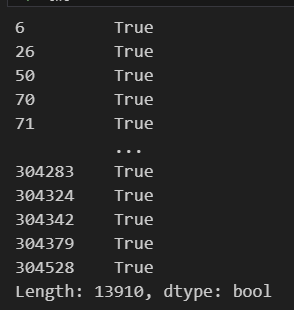 6 True
26 True
50 True
70 True
71 True
...
304283 True
304324 True
304342 True
304379 True
304528 True
Length: 13910, dtype: bool